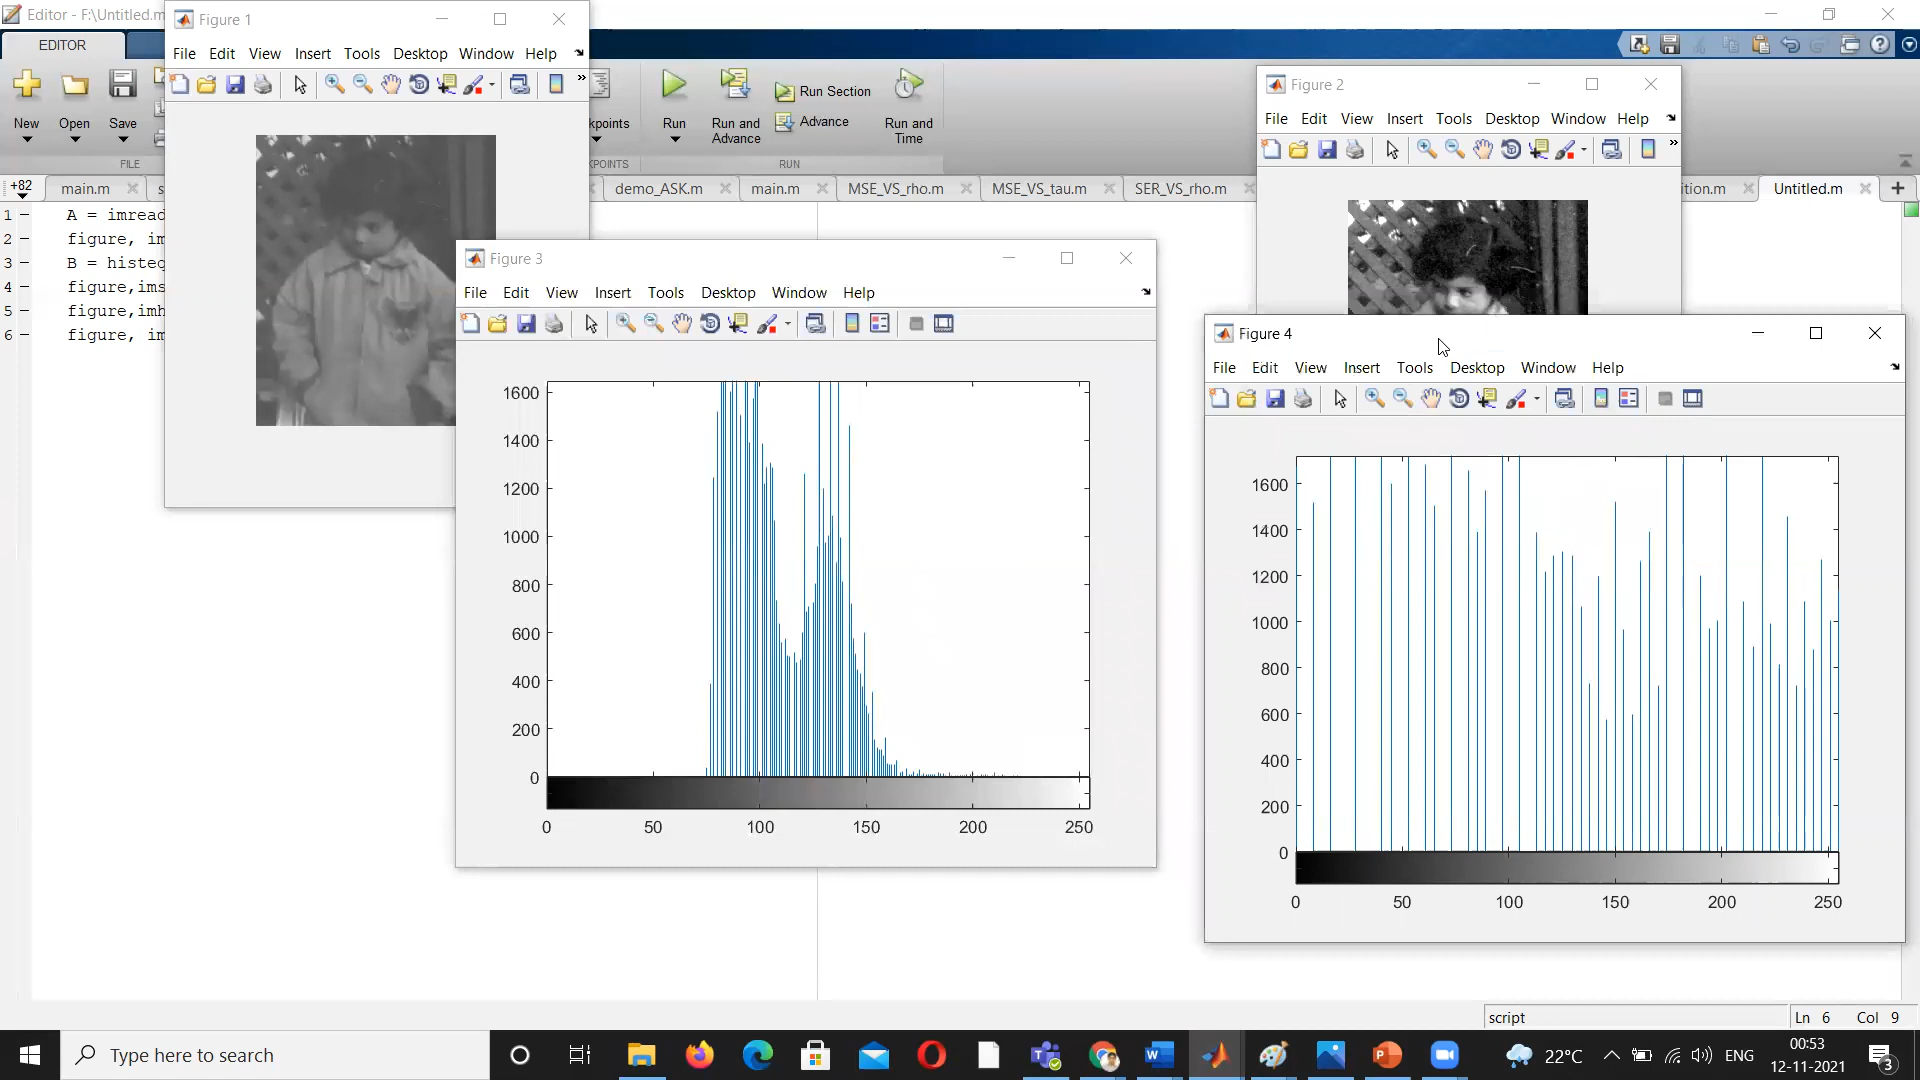 Editor - F:\Untitled.m
EDITOR
New
Open
Save
FILE
kpoints
KPOINTS
Run
Run and
Advance
Run Section
Advance
Run and
Time
RUN
+82
main.m
s
demo_ASK.m
main.m
MSE_VS_rho.m
MSE_VS_tau.m
SER_VS_rho.m
ition.m
Untitled.m
1 – A = imread
2 – figure, im
3 – B = histeq
4 – figure,ims
5 – figure,imh
6 – figure, im
Figure 1
File Edit View Insert Tools Desktop Window Help
Figure 2
File Edit View Insert Tools Desktop Window Help
Figure 3
File Edit View Insert Tools Desktop Window Help
1600
1400
1200
1000
800
600
400
200
0
0 50 100 150 200 250
Figure 4
File Edit View Insert Tools Desktop Window Help
1600
1400
1200
1000
800
600
400
200
0
0 50 100 150 200 250
script
Ln 6 Col 9
Type here to search
22°C
ENG
00:53
12-11-2021
3